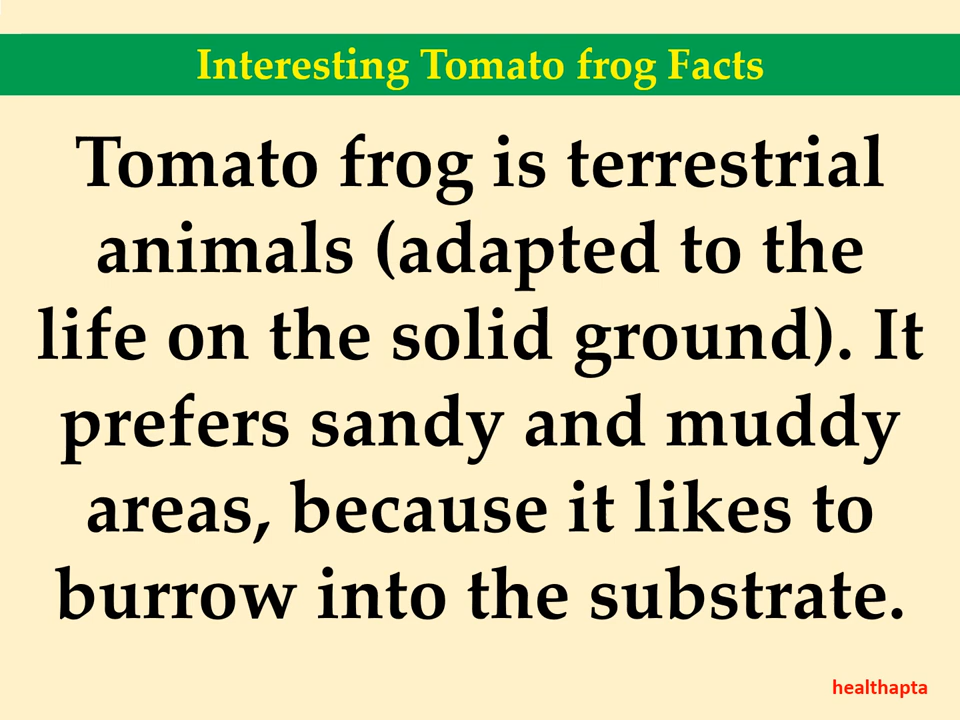 Interesting Tomato frog Facts
Tomato frog is terrestrial
animals (adapted to the
life on the solid ground). It
prefers sandy and muddy
areas, because it likes to
burrow into the substrate.
healthapta